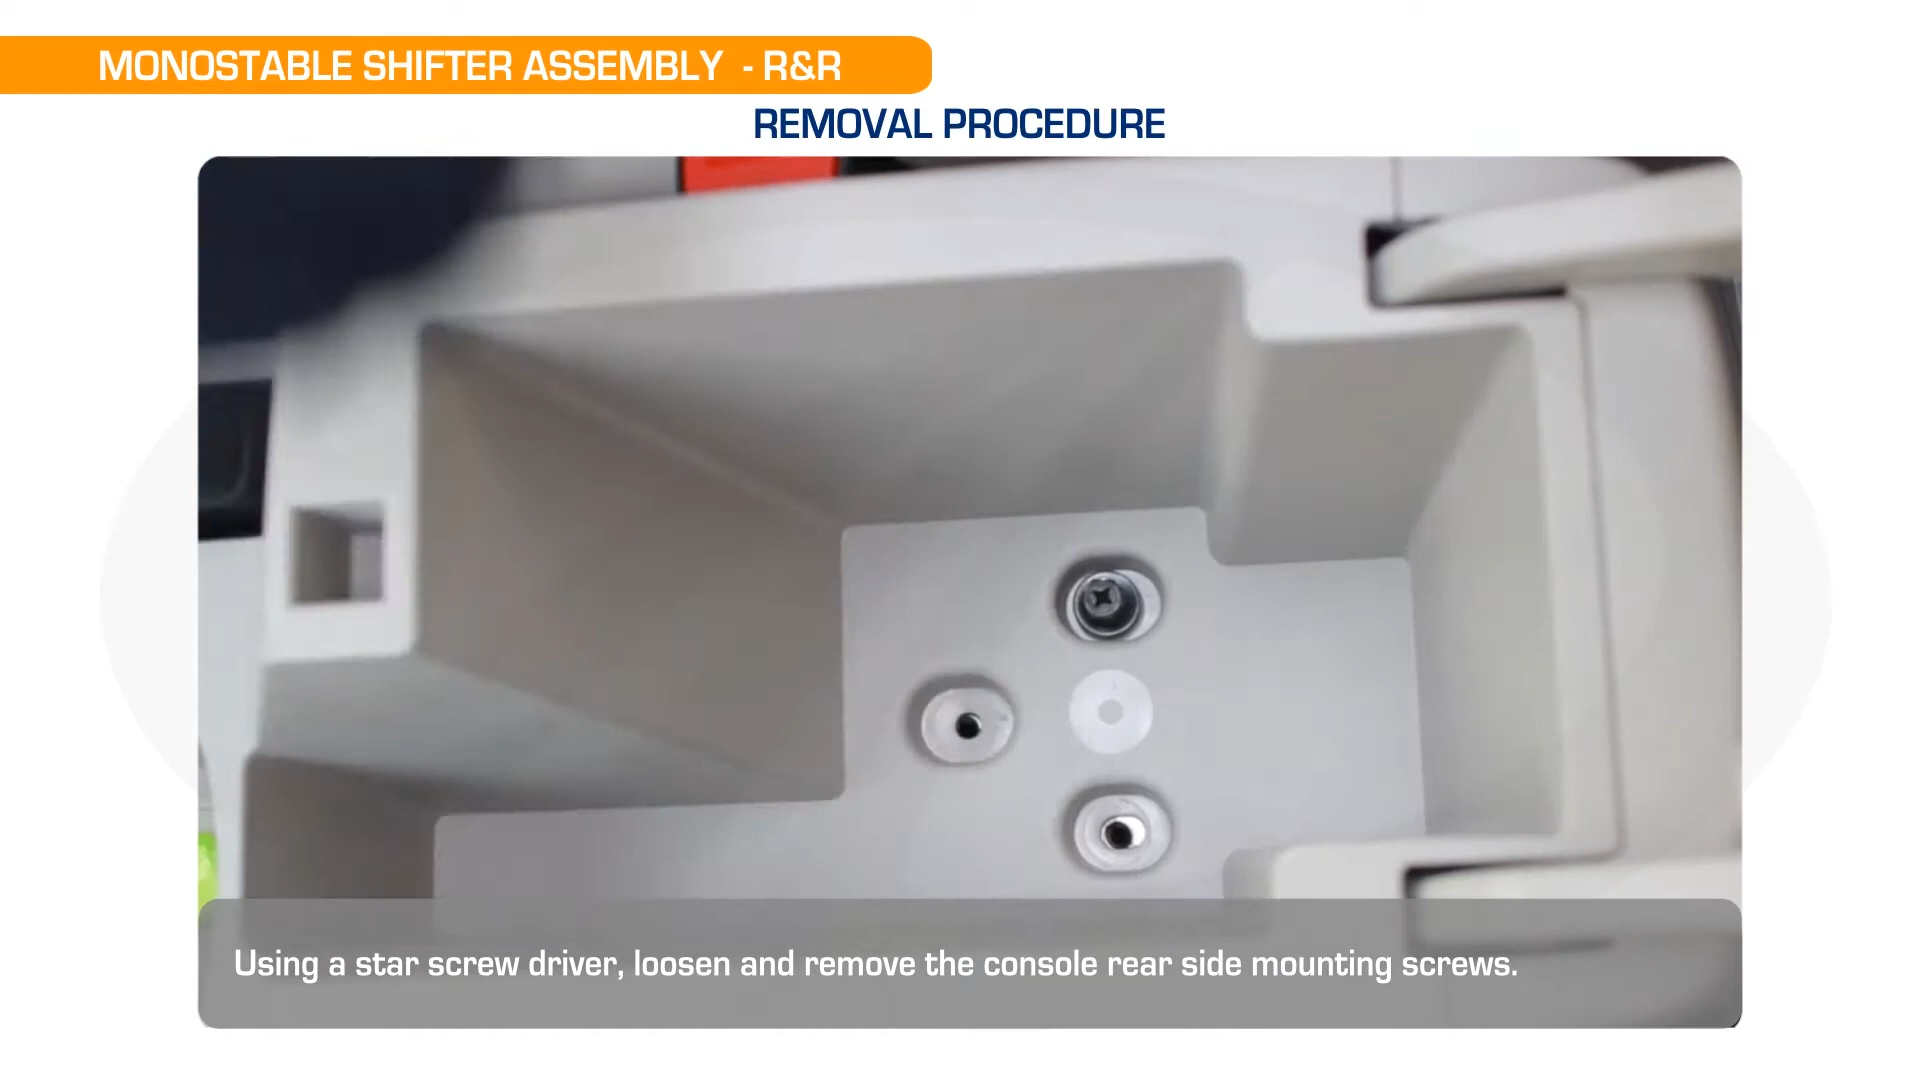 MONOSTABLE SHIFTER ASSEMBLY - R&R
REMOVAL PROCEDURE
Using a star screw driver, loosen and remove the console rear side mounting screws.